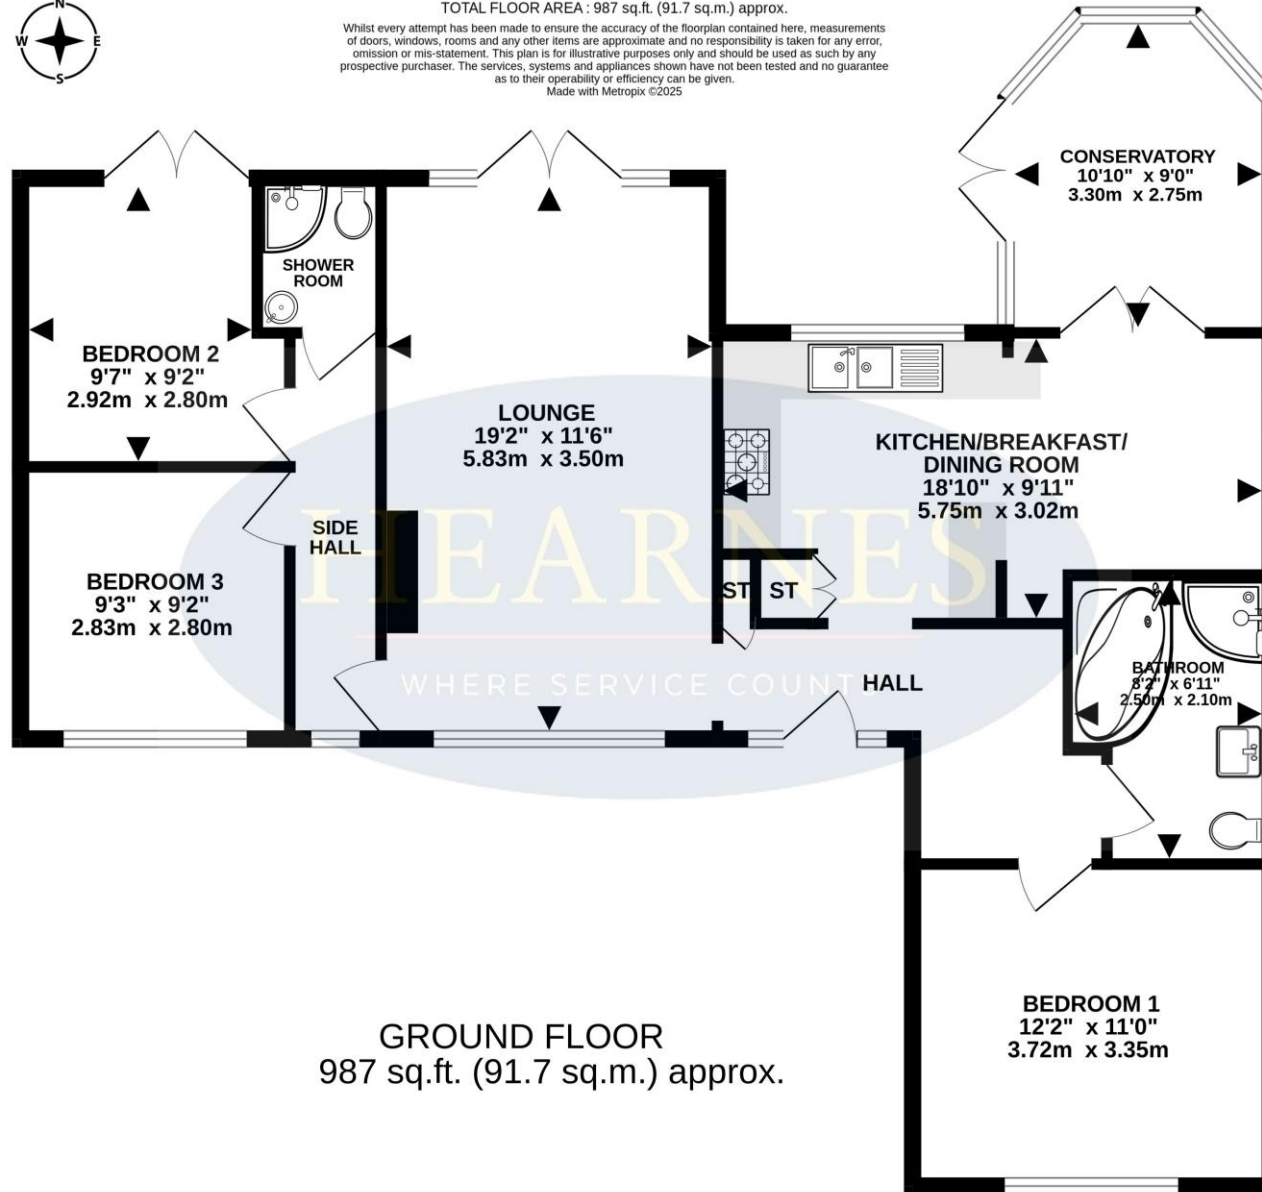 TOTAL FLOOR AREA : 987 sq.ft. (91.7 sq.m.) approx.
Whilst every attempt has been made to ensure the accuracy of the floorplan contained here, measurements
of doors, windows, rooms and any other items are approximate and no responsibility is taken for any error,
omission or mis-statement. This plan is for illustrative purposes only and should be used as such by any
prospective purchaser. The services, systems and appliances shown have not been tested and no guarantee
as to their operability or efficiency can be given.
Made with Metropix ©2025
N
W E
S
CONSERVATORY
10'10" x 9'0"
3.30m x 2.75m
SHOWER
ROOM
BEDROOM 2
9'7" x 9'2"
2.92m x 2.80m
LOUNGE
19'2" x 11'6"
5.83m x 3.50m
KITCHEN/BREAKFAST/
DINING ROOM
18'10" x 9'11"
5.75m x 3.02m
SIDE
HALL
BEDROOM 3
9'3" x 9'2"
2.83m x 2.80m
HEARNES
WHERE SERVICE COUNTS
ST
ST
HALL
BATHROOM
8'2" x 6'11"
2.50m x 2.10m
BEDROOM 1
12'2" x 11'0"
3.72m x 3.35m
GROUND FLOOR
987 sq.ft. (91.7 sq.m.) approx.